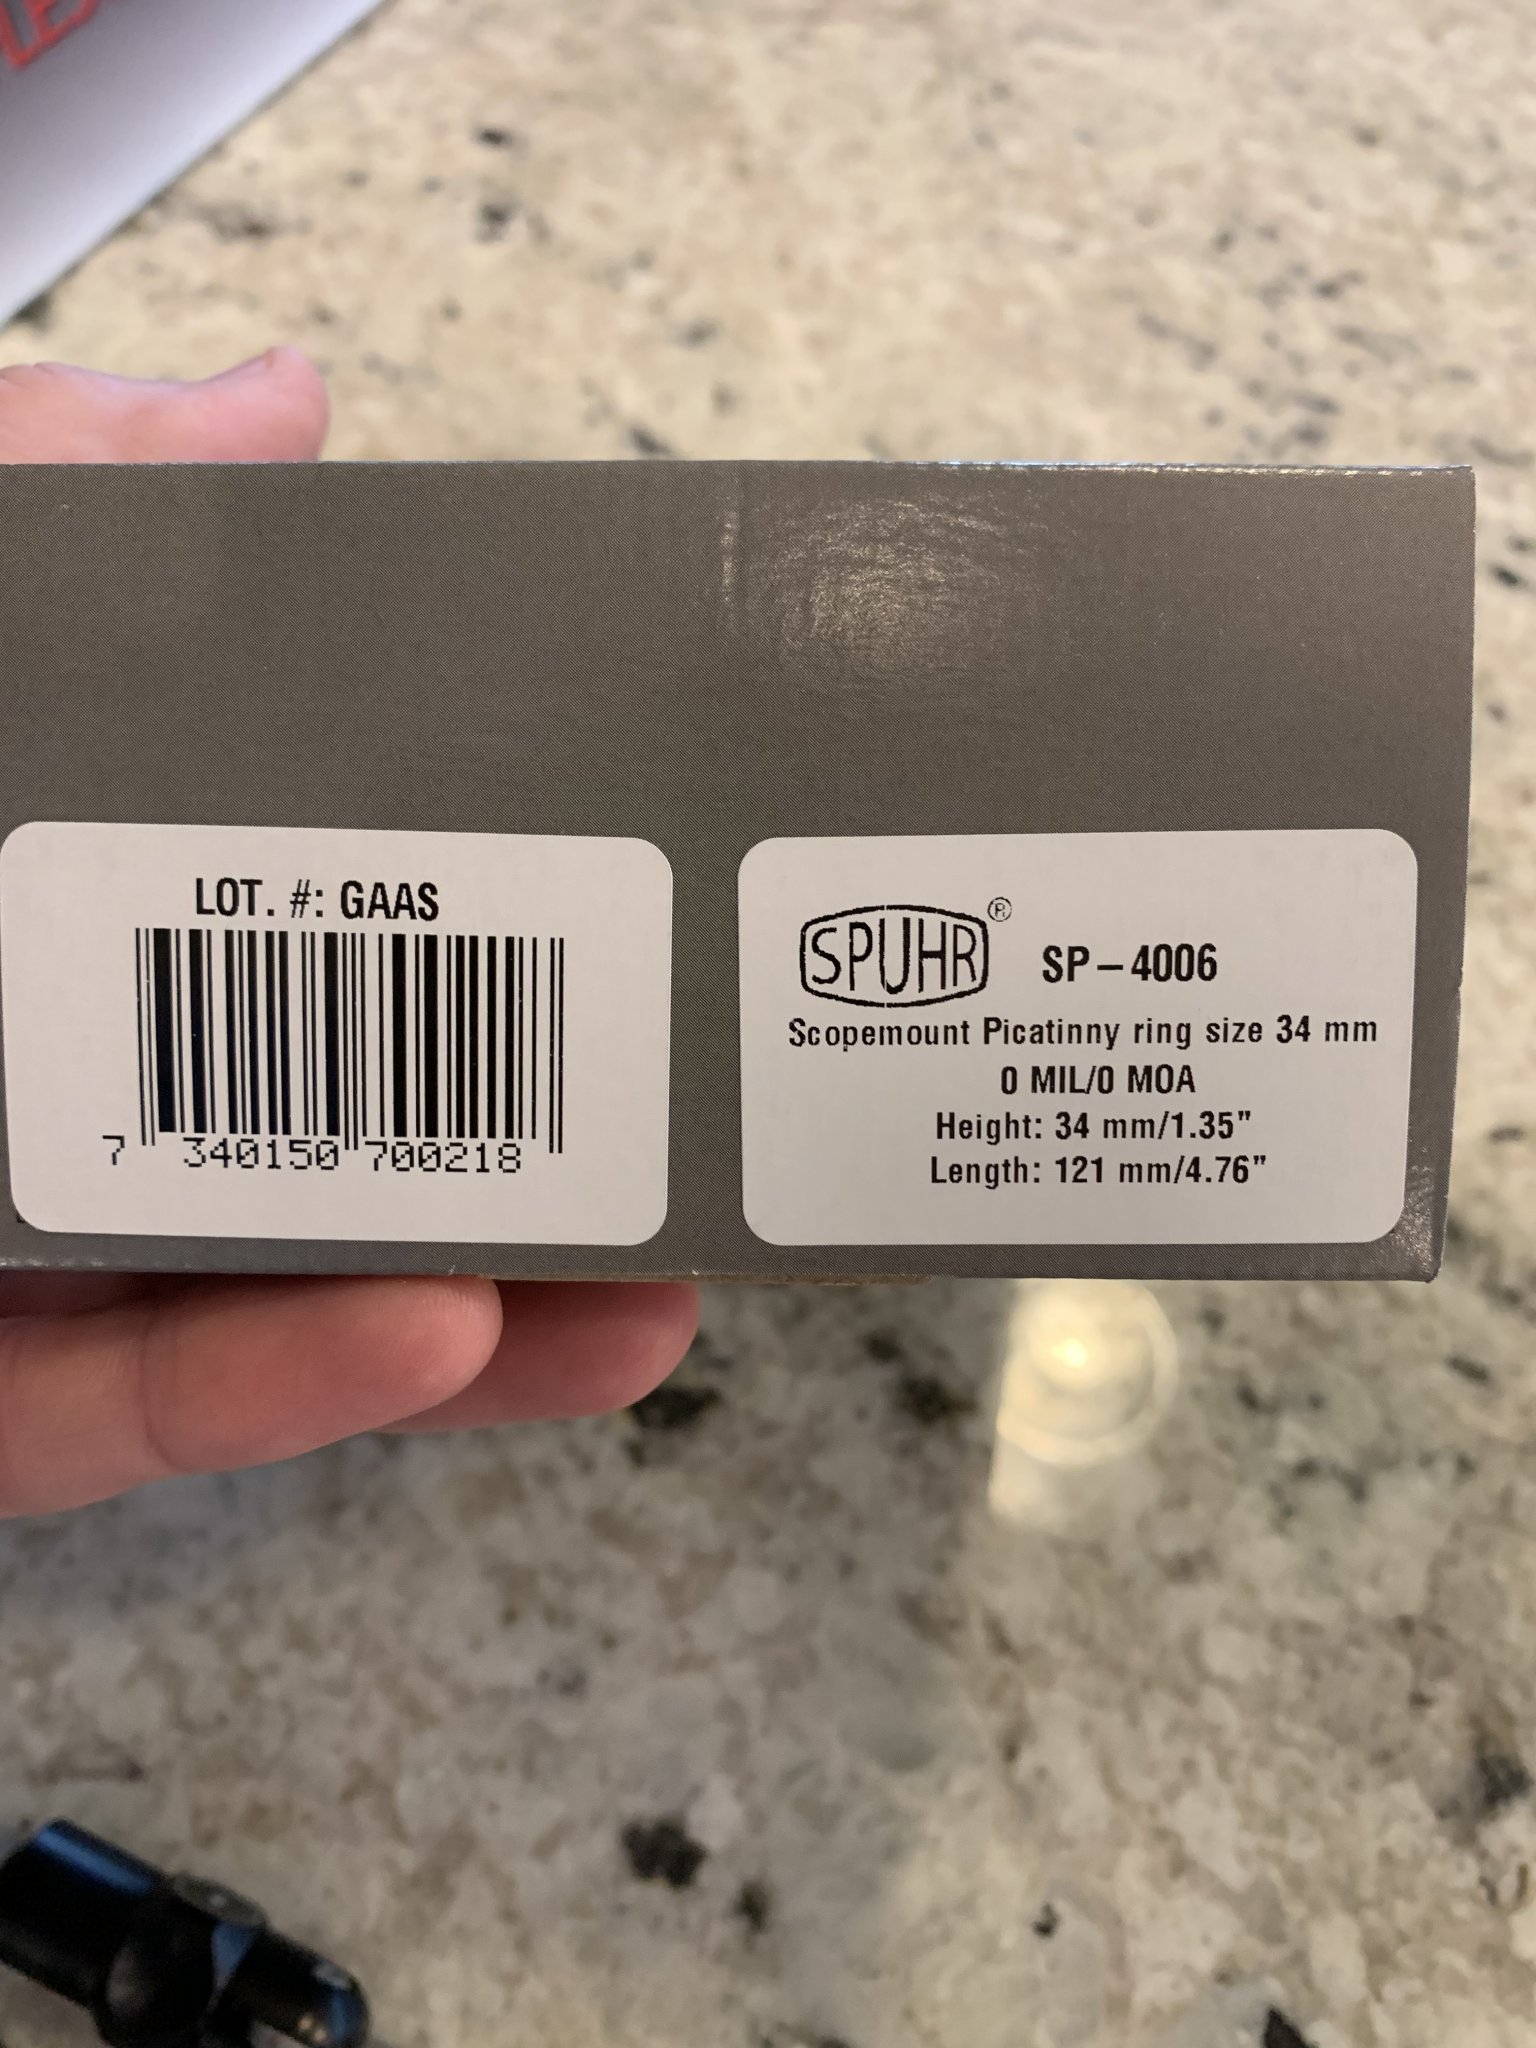 LOT. #: GAAS
7 340150 700218
SPUHR® SP-4006
Scopemount Picatinny ring size 34 mm
0 MIL/0 MOA
Height: 34 mm/1.35"
Length: 121 mm/4.76"